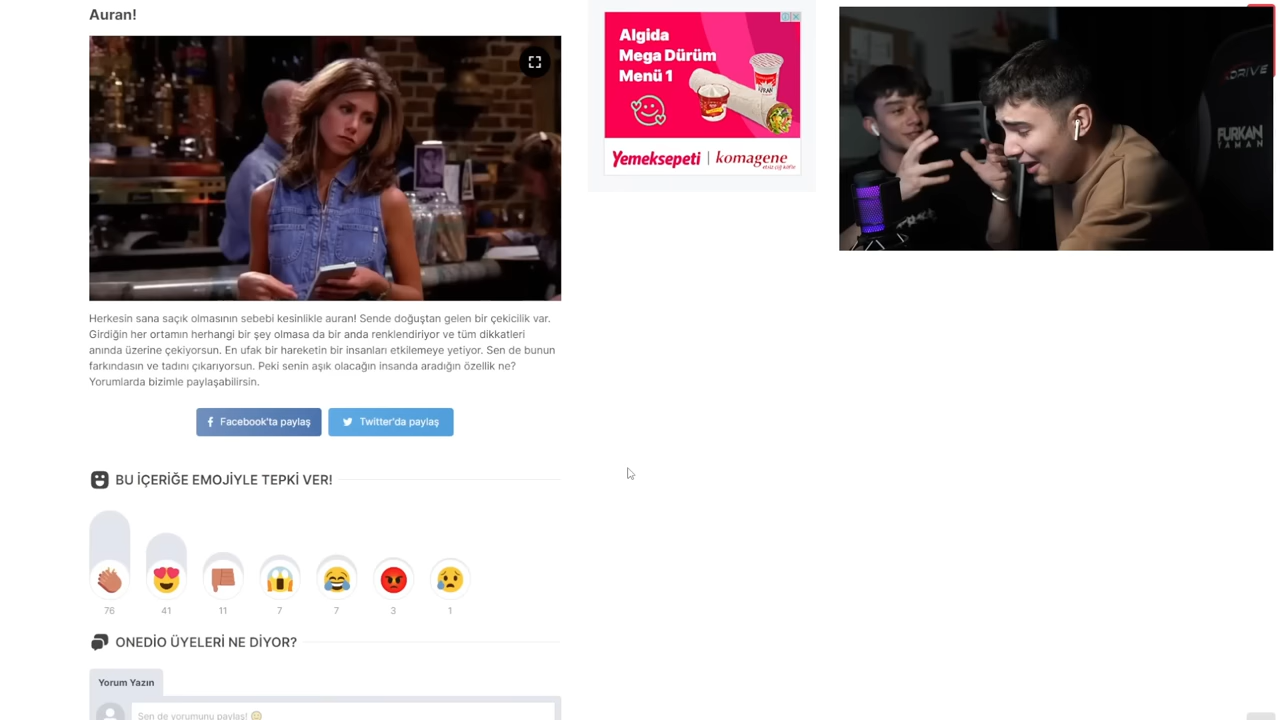 Auran!
Herkesin sana saçık olmasının sebebi kesinlikle auran! Sende doğuştan gelen bir çekicilik var.
Girdiğin her ortamın herhangi bir şey olmasa da bir anda renklendiriyor ve tüm dikkatleri
anında üzerine çekiyorsun. En ufak bir hareketin bir insanları etkilemeye yetiyor. Sen de bunun
farkındasın ve tadını çıkarıyorsun. Peki senin aşık olacağın insanda aradığın özellik ne?
Yorumlarda bizimle paylaşabilirsin.
Facebook'ta paylaş
Twitter'da paylaş
BU İÇERİĞE EMOJİYLE TEPKİ VER!
76
41
11
7
7
3
1
ONEDİO ÜYELERİ NE DİYOR?
Yorum Yazın
Sen de yorumunu paylaş!
Algida
Mega Dürüm
Menü 1
Yemeksepeti | komagene
FURKAN
YAMAN